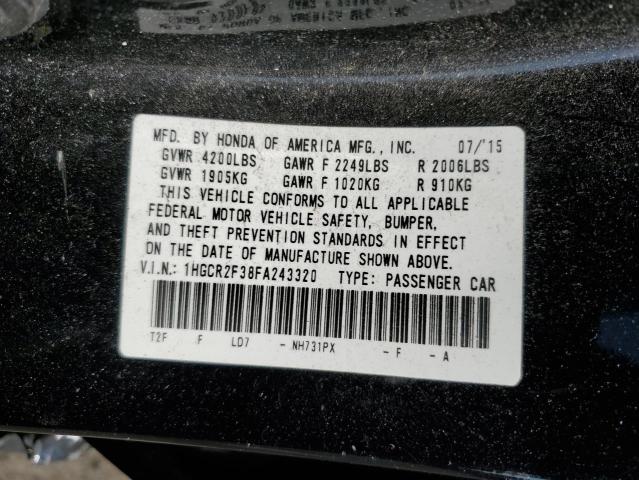 MFD. BY HONDA OF AMERICA MFG., INC. 07/'15
GVWR 4200LBS GAWR F 2249LBS R 2006LBS
GVWR 1905KG GAWR F 1020KG R 910KG
THIS VEHICLE CONFORMS TO ALL APPLICABLE
FEDERAL MOTOR VEHICLE SAFETY, BUMPER,
AND THEFT PREVENTION STANDARDS IN EFFECT
ON THE DATE OF MANUFACTURE SHOWN ABOVE.
V.I.N.: 1HGCR2F38FA243320 TYPE: PASSENGER CAR
T2F F LD7 - NH731PX - F - A